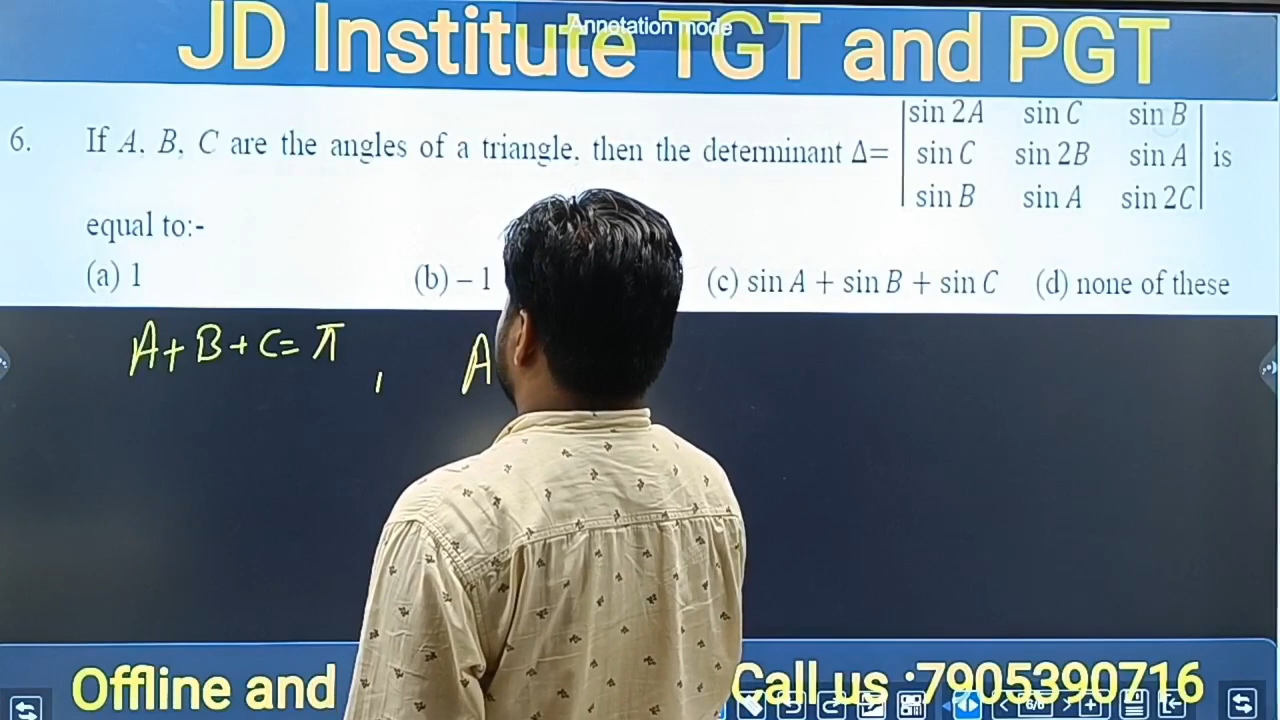 JD Institute TGT and PGT
Annotation mode
6. If A, B, C are the angles of a triangle, then the determinant Δ= |sin 2A sin C sin B|
|sin C sin 2B sin A| is
|sin B sin A sin 2C|
equal to:-
(a) 1 (b) – 1 (c) sin A + sin B + sin C (d) none of these
A+B+C= π , A
Offline and Call us :7905390716
6/6